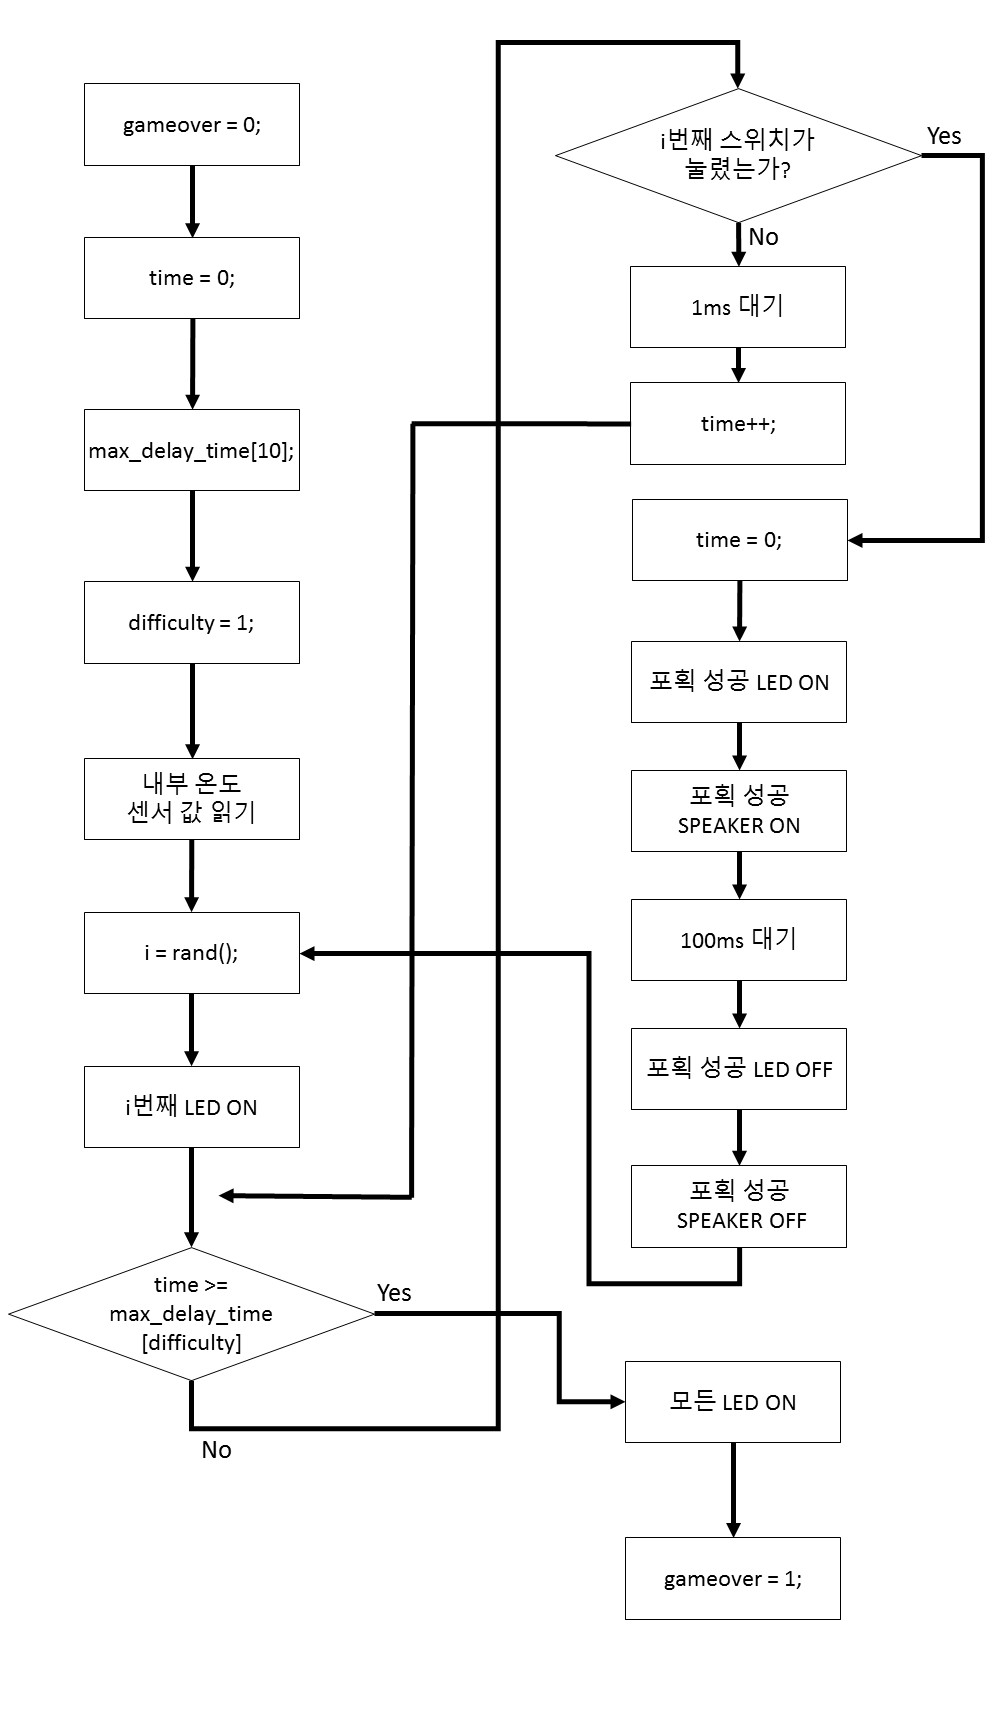 gameover = 0;
time = 0;
max_delay_time[10];
difficulty = 1;
내부 온도
센서 값 읽기
i = rand();
i번째 LED ON
time >=
max_delay_time
[difficulty]
Yes
No
i번째 스위치가
눌렸는가?
Yes
No
1ms 대기
time++;
time = 0;
포획 성공 LED ON
포획 성공
SPEAKER ON
100ms 대기
포획 성공 LED OFF
포획 성공
SPEAKER OFF
모든 LED ON
gameover = 1;